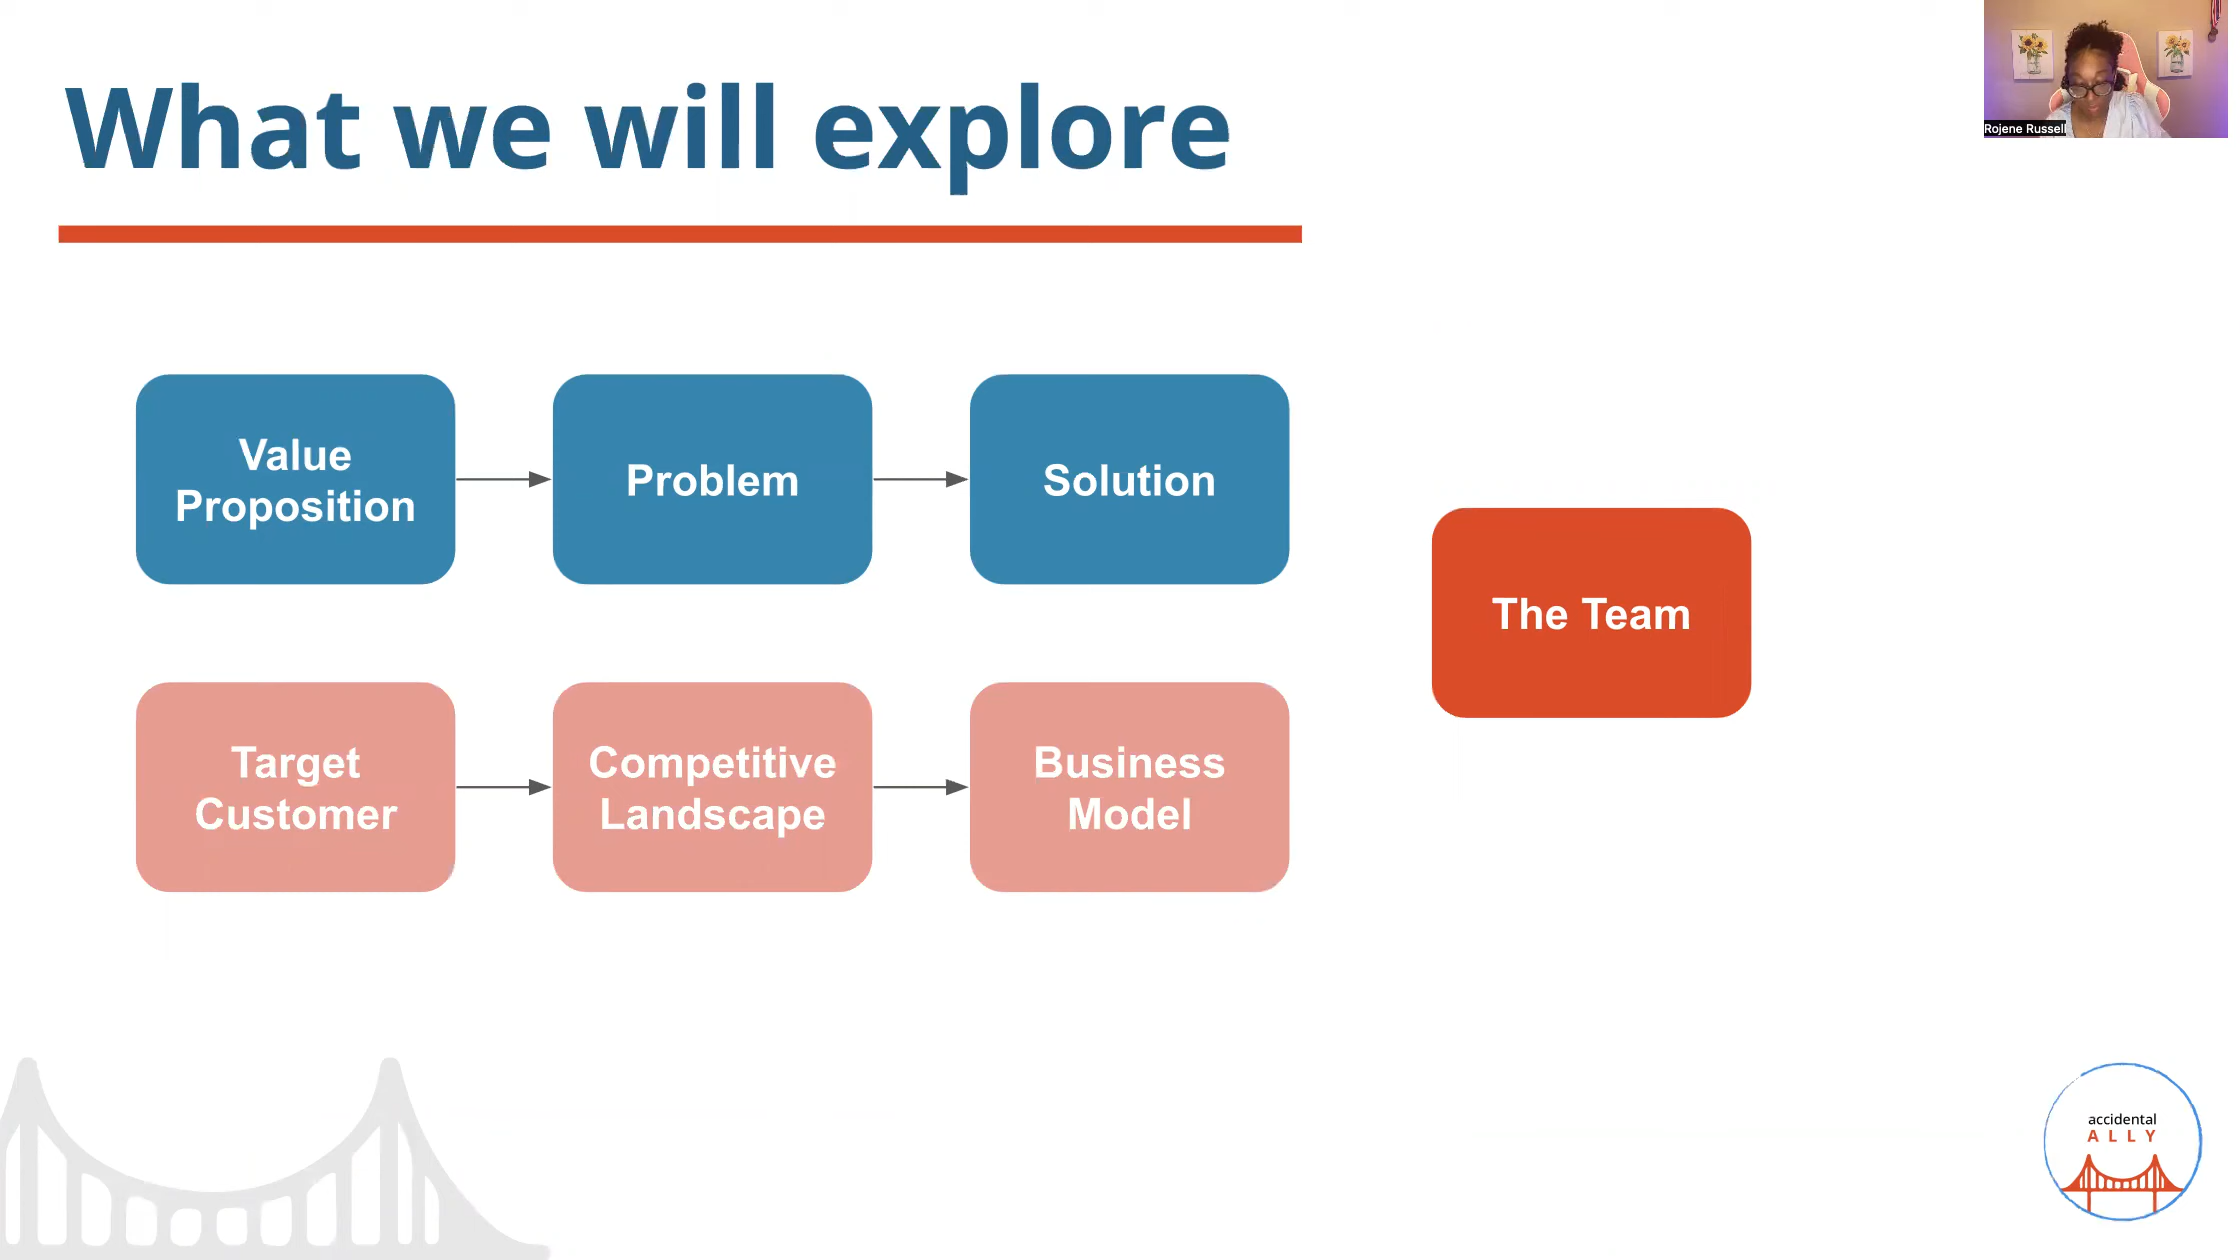 What we will explore
Rojene Russell
Value
Proposition
Problem
Solution
The Team
Target
Customer
Competitive
Landscape
Business
Model
accidental
ALLY